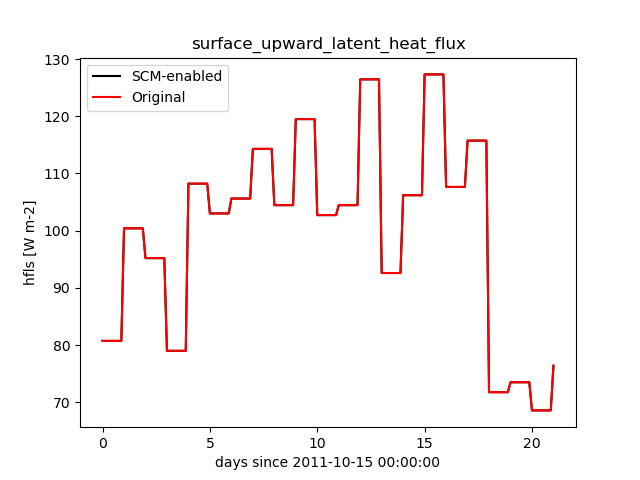 surface_upward_latent_heat_flux
SCM-enabled
Original
hfls [W m-2]
130
120
110
100
90
80
70
0 5 10 15 20
days since 2011-10-15 00:00:00